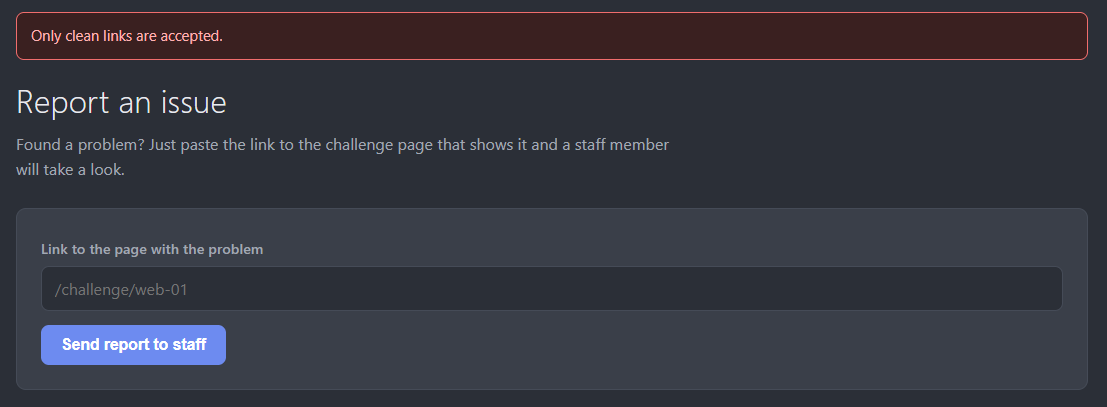 Only clean links are accepted.
Report an issue
Found a problem? Just paste the link to the challenge page that shows it and a staff member
will take a look.
Link to the page with the problem
/challenge/web-01
Send report to staff